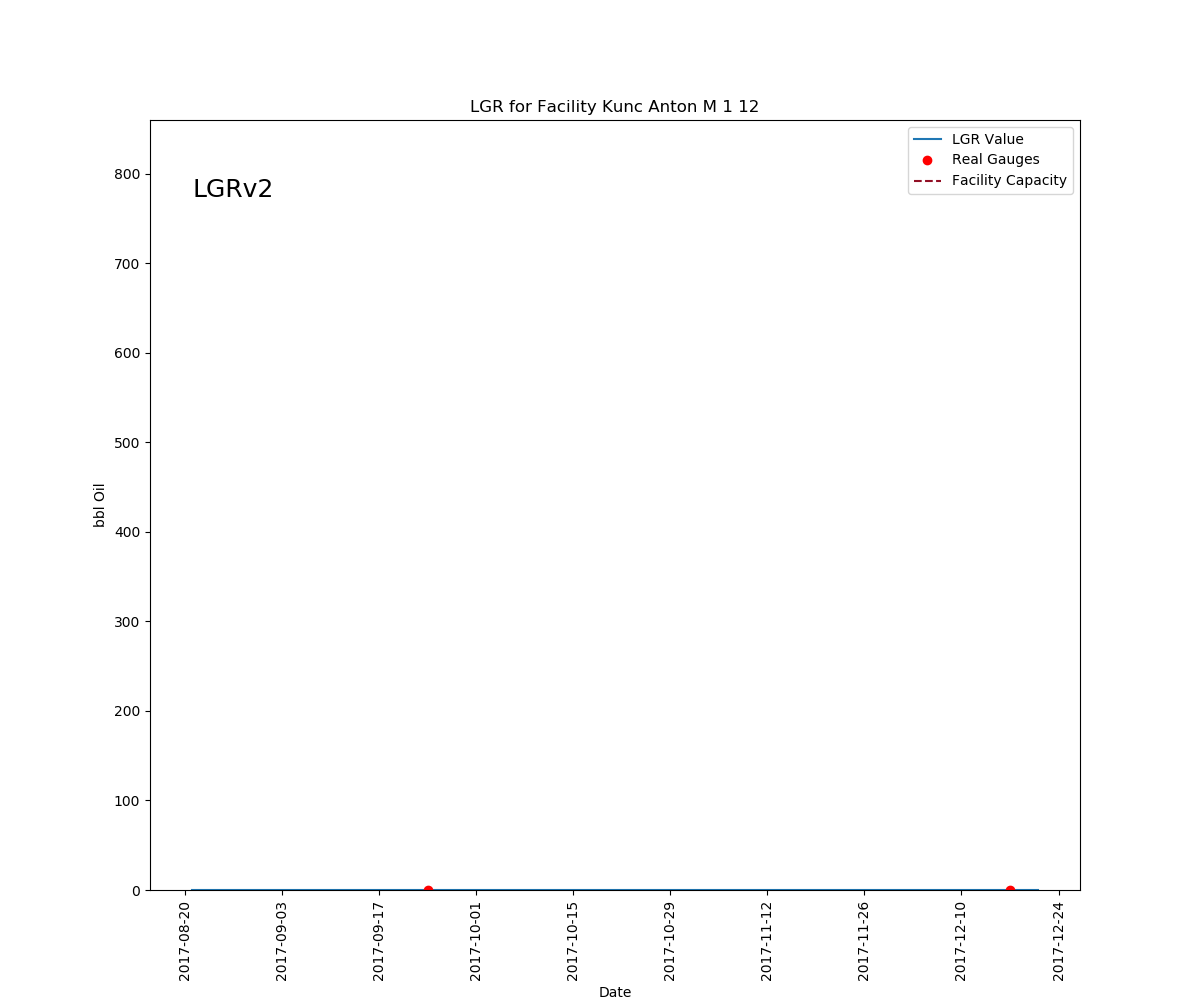 LGR for Facility Kunc Anton M 1 12
LGR Value
Real Gauges
Facility Capacity
LGRv2
800
700
600
500
400
300
200
100
0
bbl Oil
2017-08-20
2017-09-03
2017-09-17
2017-10-01
2017-10-15
2017-10-29
2017-11-12
2017-11-26
2017-12-10
2017-12-24
Date